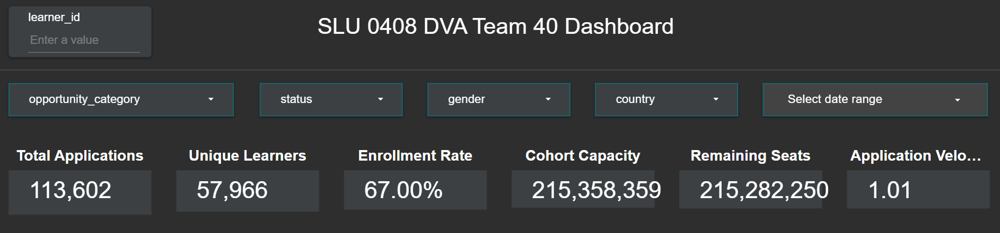 learner_id
Enter a value
SLU 0408 DVA Team 40 Dashboard
opportunity_category
status
gender
country
Select date range
Total Applications
113,602
Unique Learners
57,966
Enrollment Rate
67.00%
Cohort Capacity
215,358,359
Remaining Seats
215,282,250
Application Velo...
1.01